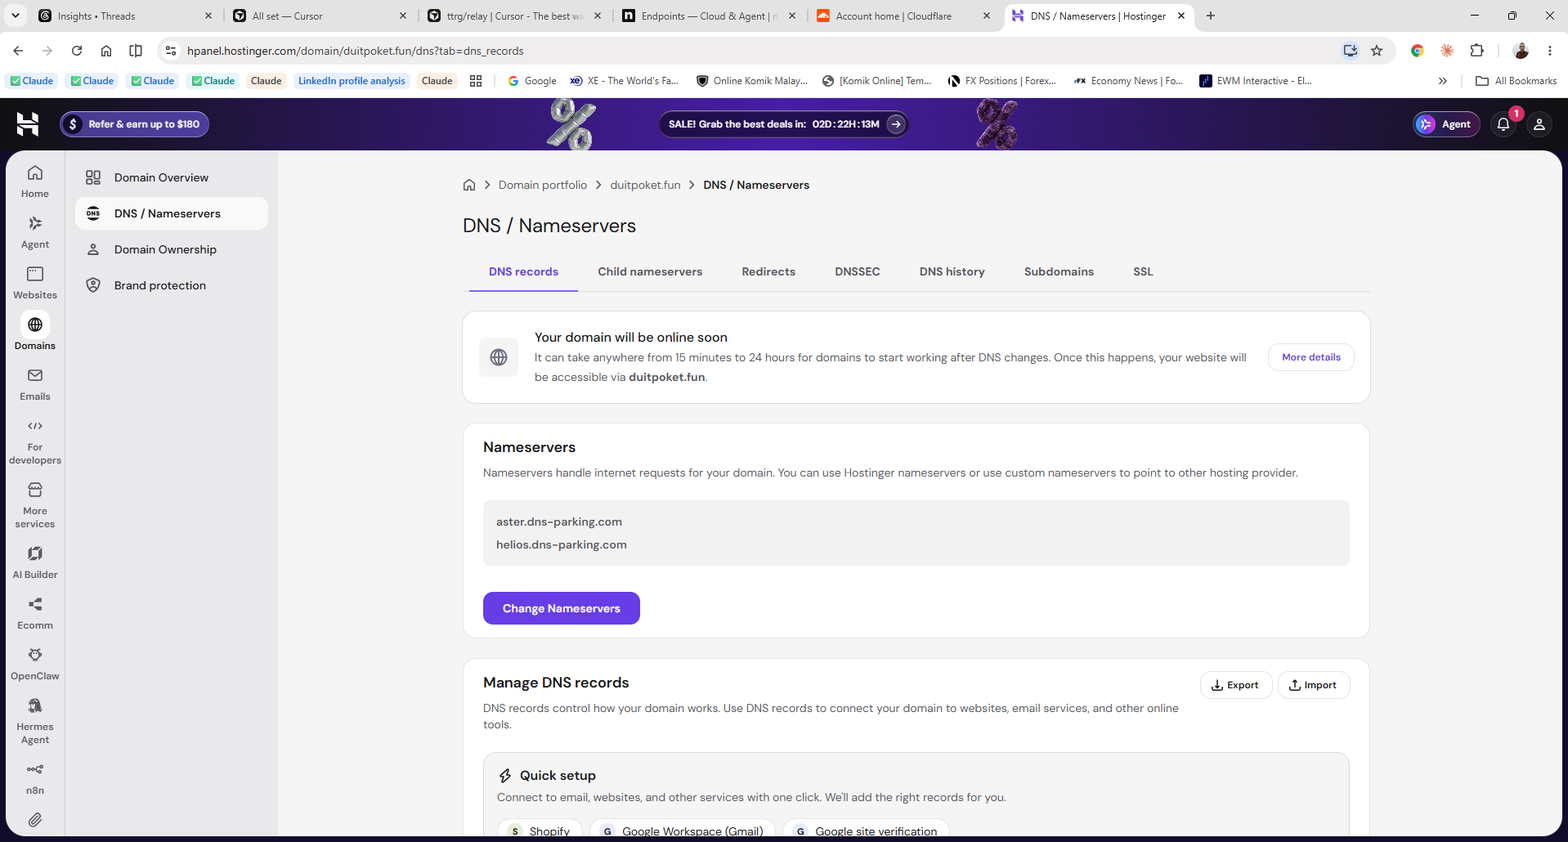 Insights • Threads
All set — Cursor
ttrg/relay | Cursor - The best wa
Endpoints — Cloud & Agent | n
Account home | Cloudflare
DNS / Nameservers | Hostinger
hpanel.hostinger.com/domain/duitpoket.fun/dns?tab=dns_records
Claude
Claude
Claude
Claude
Claude
LinkedIn profile analysis
Claude
Google
XE - The World's Fa...
Online Komik Malay...
[Komik Online] Tem...
FX Positions | Forex...
Economy News | Fo...
EWM Interactive - El...
All Bookmarks
Refer & earn up to $180
SALE! Grab the best deals in: 02D : 22H : 13M
Agent
1
Home
Agent
Websites
Domains
Emails
For
developers
More
services
AI Builder
Ecomm
OpenClaw
Hermes
Agent
n8n
Domain Overview
DNS / Nameservers
Domain Ownership
Brand protection
Domain portfolio
duitpoket.fun
DNS / Nameservers
DNS / Nameservers
DNS records
Child nameservers
Redirects
DNSSEC
DNS history
Subdomains
SSL
Your domain will be online soon
It can take anywhere from 15 minutes to 24 hours for domains to start working after DNS changes. Once this happens, your website will
be accessible via duitpoket.fun.
More details
Nameservers
Nameservers handle internet requests for your domain. You can use Hostinger nameservers or use custom nameservers to point to other hosting provider.
aster.dns-parking.com
helios.dns-parking.com
Change Nameservers
Manage DNS records
Export
Import
DNS records control how your domain works. Use DNS records to connect your domain to websites, email services, and other online
tools.
Quick setup
Connect to email, websites, and other services with one click. We'll add the right records for you.
S Shopify
G Google Workspace (Gmail)
G Google site verification